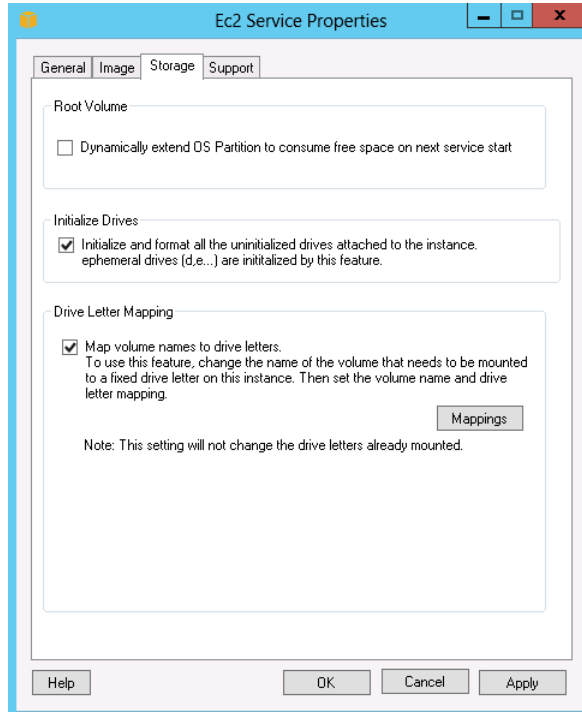 Ec2 Service Properties
General Image Storage Support
Root Volume
Dynamically extend OS Partition to consume free space on next service start
Initialize Drives
Initialize and format all the uninitialized drives attached to the instance.
ephemeral drives (d,e...) are inititalized by this feature.
Drive Letter Mapping
Map volume names to drive letters.
To use this feature, change the name of the volume that needs to be mounted
to a fixed drive letter on this instance. Then set the volume name and drive
letter mapping.
Mappings
Note: This setting will not change the drive letters already mounted.
Help OK Cancel Apply